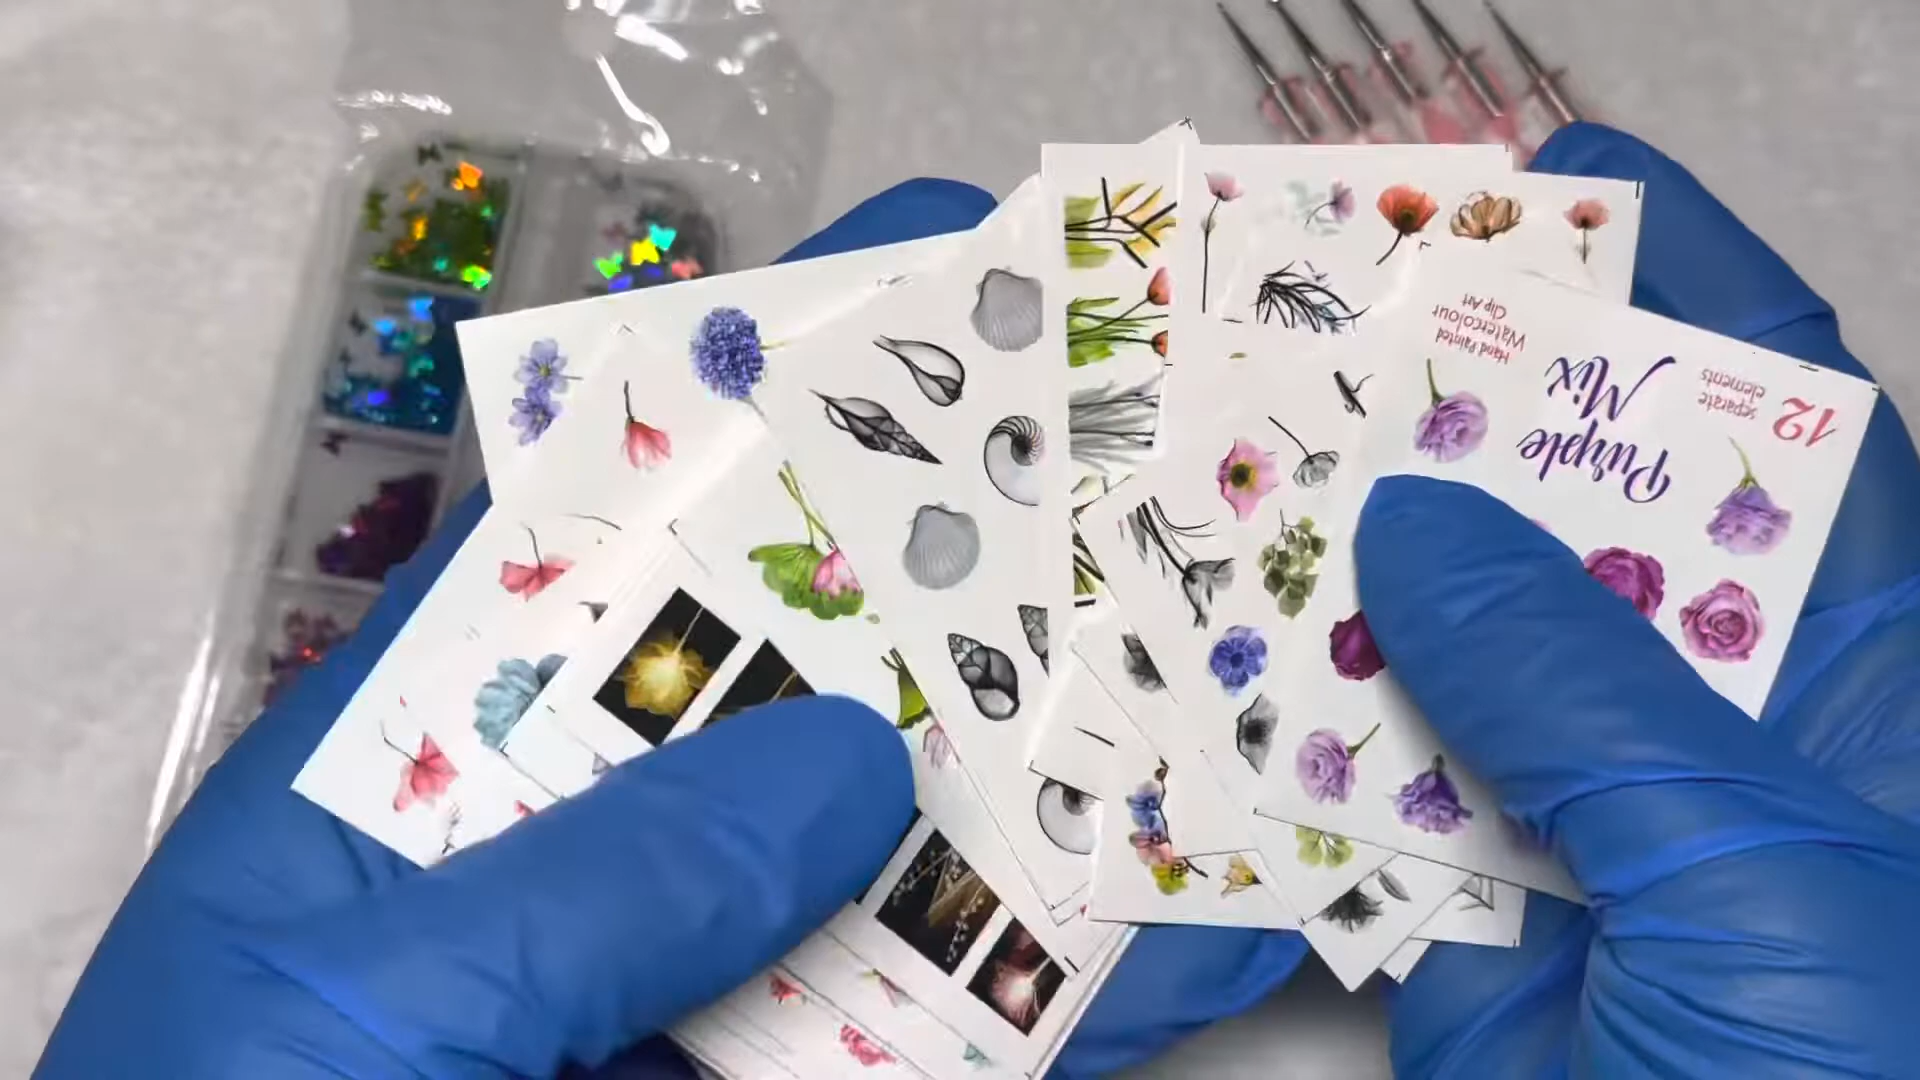 12
separate
elements
Purple
Mix
Hand Painted
Watercolour
Clip Art